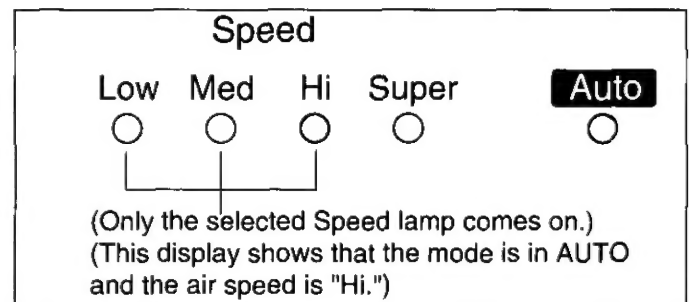 Speed
Low Med Hi Super Auto
(Only the selected Speed lamp comes on.)
(This display shows that the mode is in AUTO
and the air speed is "Hi.")